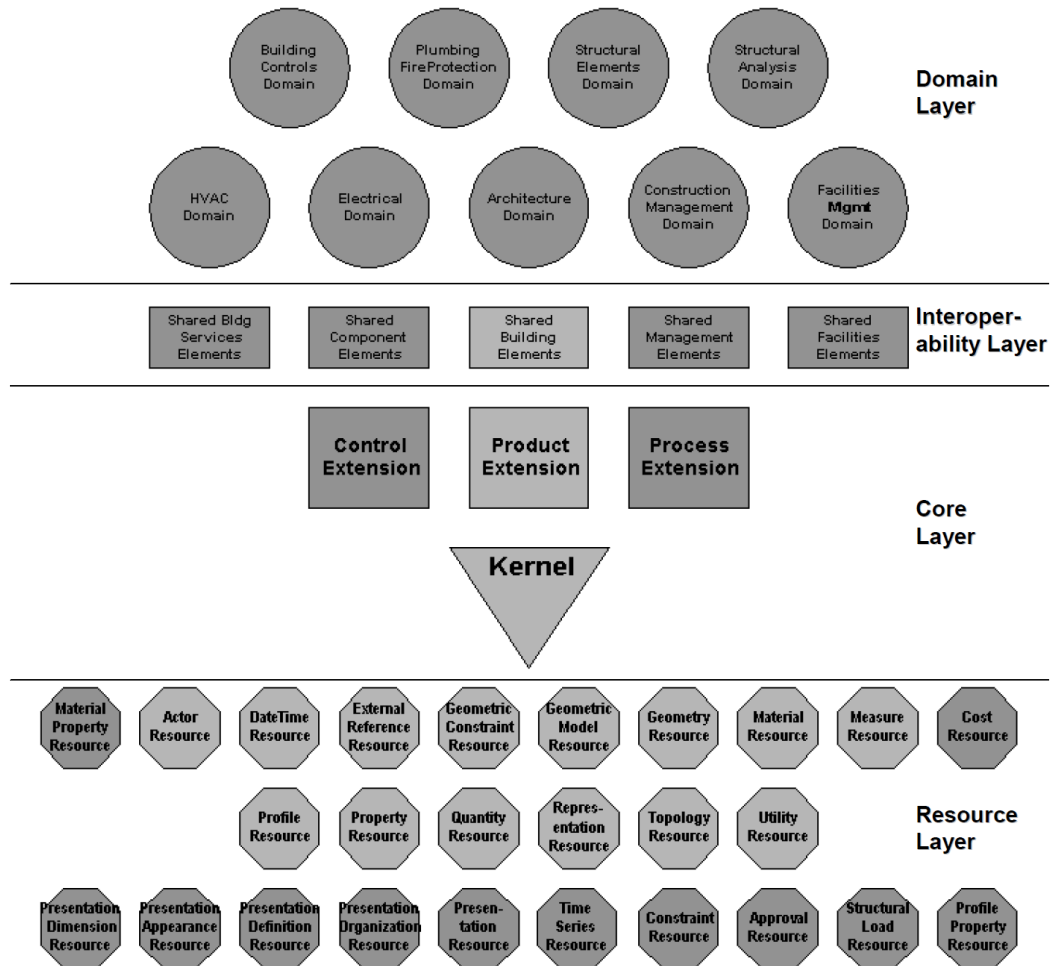 Building
Controls
Domain
Plumbing
FireProtection
Domain
Structural
Elements
Domain
Structural
Analysis
Domain
Domain
Layer
HVAC
Domain
Electrical
Domain
Architecture
Domain
Construction
Management
Domain
Facilities
Mgmt
Domain
Shared Bldg
Services
Elements
Shared
Component
Elements
Shared
Building
Elements
Shared
Management
Elements
Shared
Facilities
Elements
Interoper-
ability Layer
Control
Extension
Product
Extension
Process
Extension
Core
Layer
Kernel
Material
Property
Resource
Actor
Resource
DateTime
Resource
External
Reference
Resource
Geometric
Constraint
Resource
Geometric
Model
Resource
Geometry
Resource
Material
Resource
Measure
Resource
Cost
Resource
Profile
Resource
Property
Resource
Quantity
Resource
Repres-
entation
Resource
Topology
Resource
Utility
Resource
Resource
Layer
Presentation
Dimension
Resource
Presentation
Appearance
Resource
Presentation
Definition
Resource
Presentation
Organization
Resource
Presen-
tation
Resource
Time
Series
Resource
Constraint
Resource
Approval
Resource
Structural
Load
Resource
Profile
Property
Resource